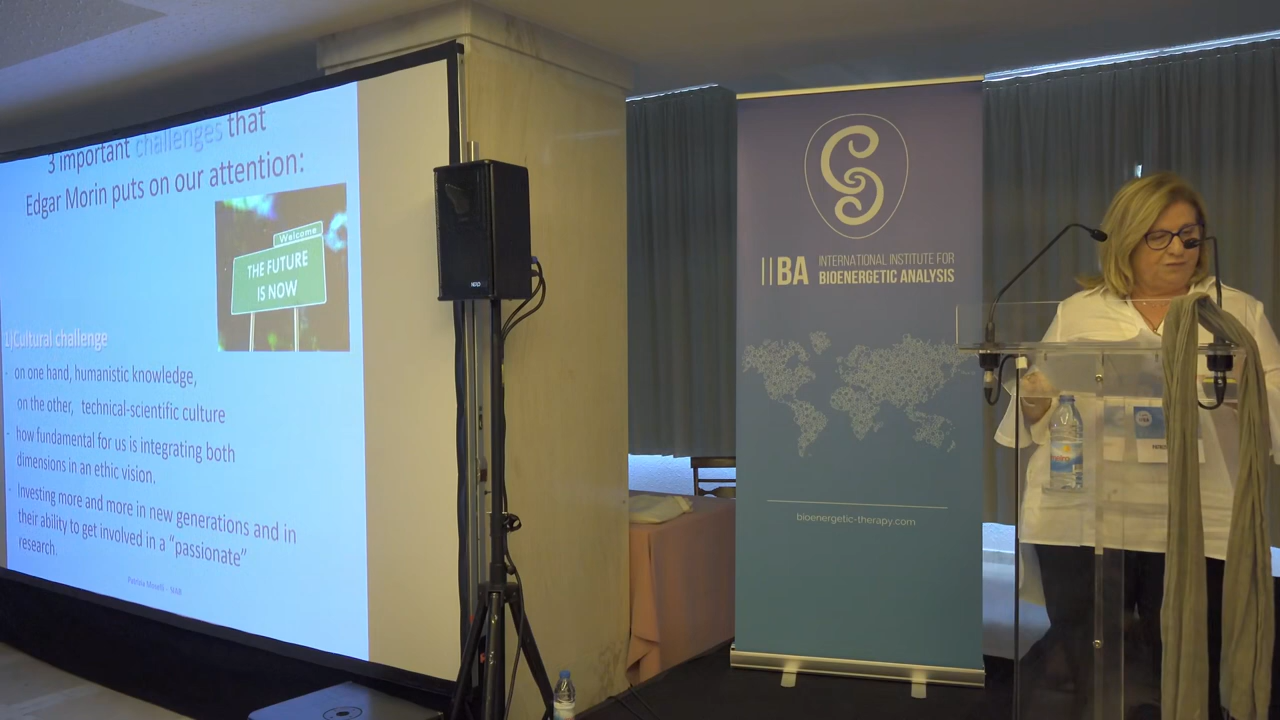 3 important challenges that
Edgar Morin puts on our attention:
Welcome
THE FUTURE
IS NOW
1)Cultural challenge
- on one hand, humanistic knowledge,
on the other, technical-scientific culture
- how fundamental for us is integrating both
dimensions in an ethic vision.
- Investing more and more in new generations and in
their ability to get involved in a "passionate"
research.
IIBA
INTERNATIONAL INSTITUTE FOR
BIOENERGETIC ANALYSIS
bioenergetic-therapy.com